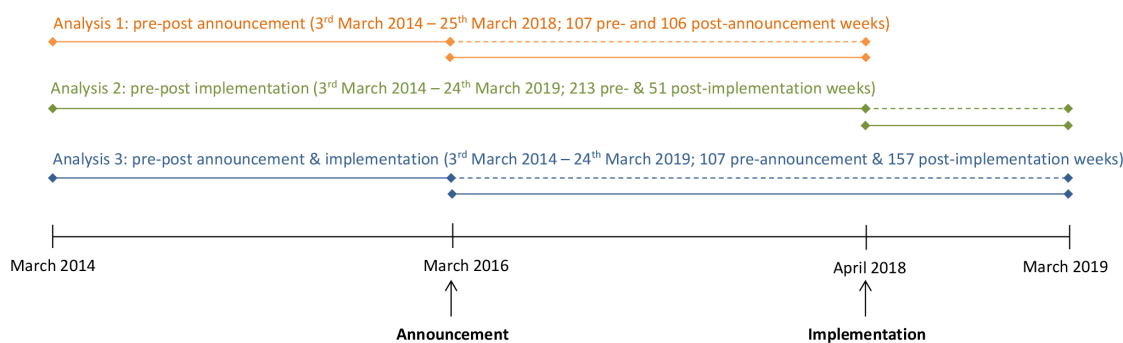 Analysis 1: pre-post announcement (3rd March 2014 – 25th March 2018; 107 pre- and 106 post-announcement weeks)
Analysis 2: pre-post implementation (3rd March 2014 – 24th March 2019; 213 pre- & 51 post-implementation weeks)
Analysis 3: pre-post announcement & implementation (3rd March 2014 – 24th March 2019; 107 pre-announcement & 157 post-implementation weeks)
March 2014 March 2016 April 2018 March 2019
Announcement Implementation